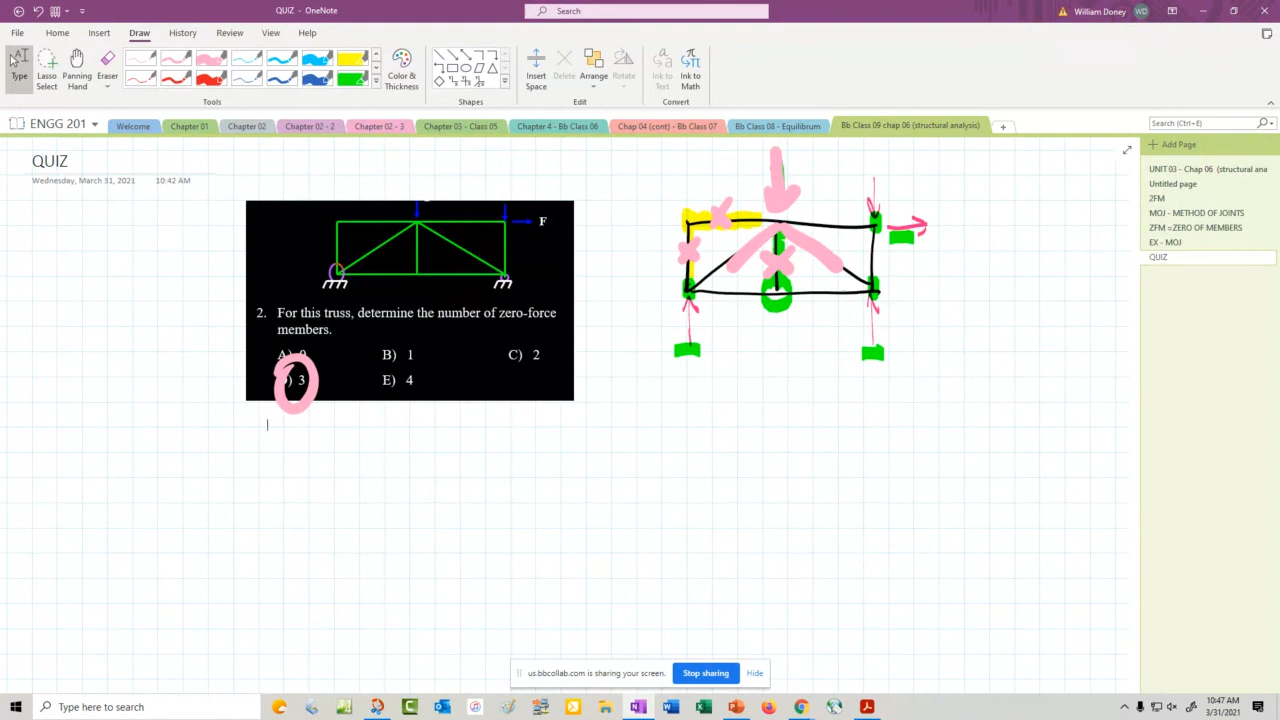 QUIZ - OneNote
Search
William Doney
WD
File
Home
Insert
Draw
History
Review
View
Help
Type
Lasso Select
Panning Hand
Eraser
Color & Thickness
Insert Space
Delete
Arrange
Rotate
Ink to Text
Ink to Math
Tools
Shapes
Edit
Convert
ENGG 201
Welcome
Chapter 01
Chapter 02
Chapter 02 - 2
Chapter 02 - 3
Chapter 03 - Class 05
Chapter 4 - Bb Class 06
Chap 04 (cont) - Bb Class 07
Bb Class 08 - Equilibrum
Bb Class 09 chap 06 (structural analysis)
Search (Ctrl+E)
QUIZ
Wednesday, March 31, 2021 10:42 AM
Add Page
UNIT 03 - Chap 06 (structural ana
Untitled page
2FM
MOJ - METHOD OF JOINTS
ZFM =ZERO OF MEMBERS
EX - MOJ
QUIZ
F
2. For this truss, determine the number of zero-force
members.
A) 0 B) 1 C) 2
D) 3 E) 4
us.bbcollab.com is sharing your screen.
Stop sharing
Hide
Type here to search
10:47 AM
3/31/2021